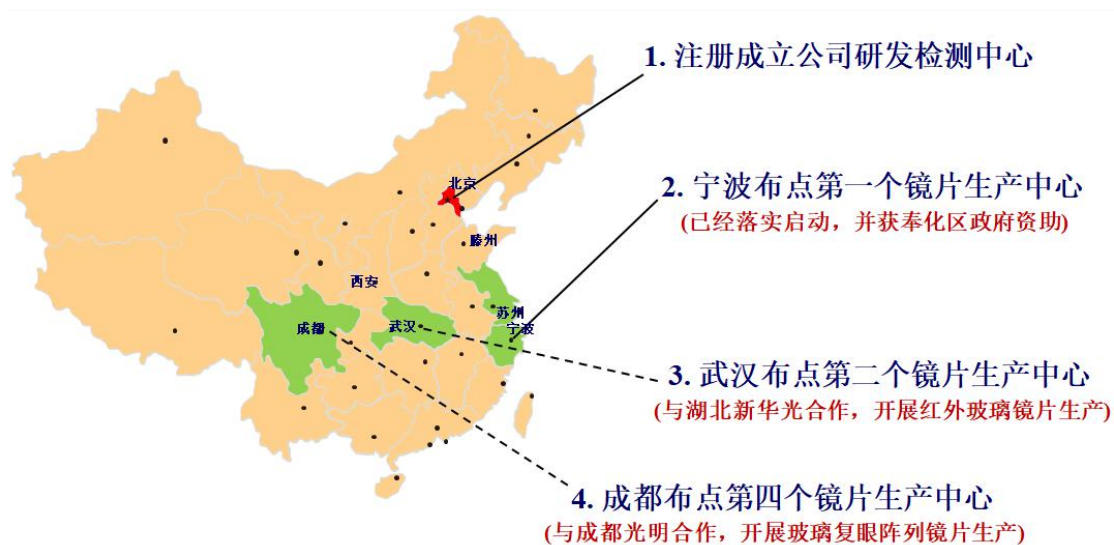 1. 注册成立公司研发检测中心
北京
2. 宁波布点第一个镜片生产中心
(已经落实启动，并获奉化区政府资助)
滕州
西安
苏州
成都
武汉
宁波
3. 武汉布点第二个镜片生产中心
(与湖北新华光合作，开展红外玻璃镜片生产)
4. 成都布点第四个镜片生产中心
(与成都光明合作，开展玻璃复眼阵列镜片生产)